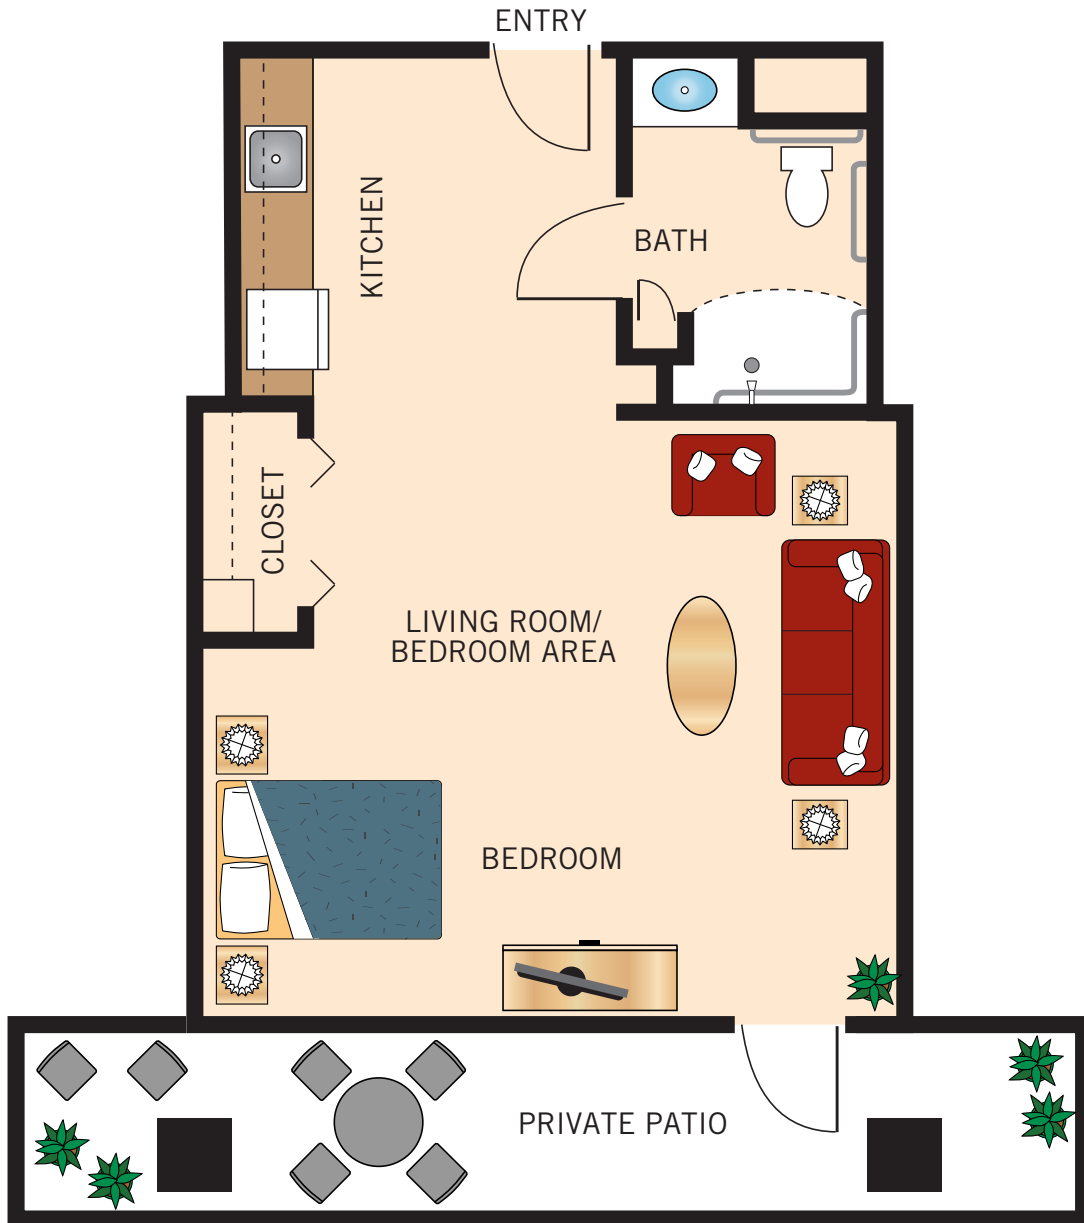 ENTRY
KITCHEN
BATH
CLOSET
LIVING ROOM/
BEDROOM AREA
BEDROOM
PRIVATE PATIO